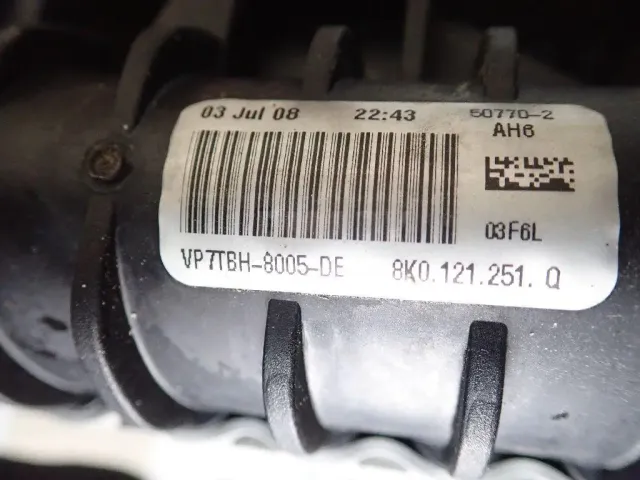 03 Jul 08 22:43 50770-2
AH6
03F6L
VP7TBH-8005-DE 8K0.121.251. Q